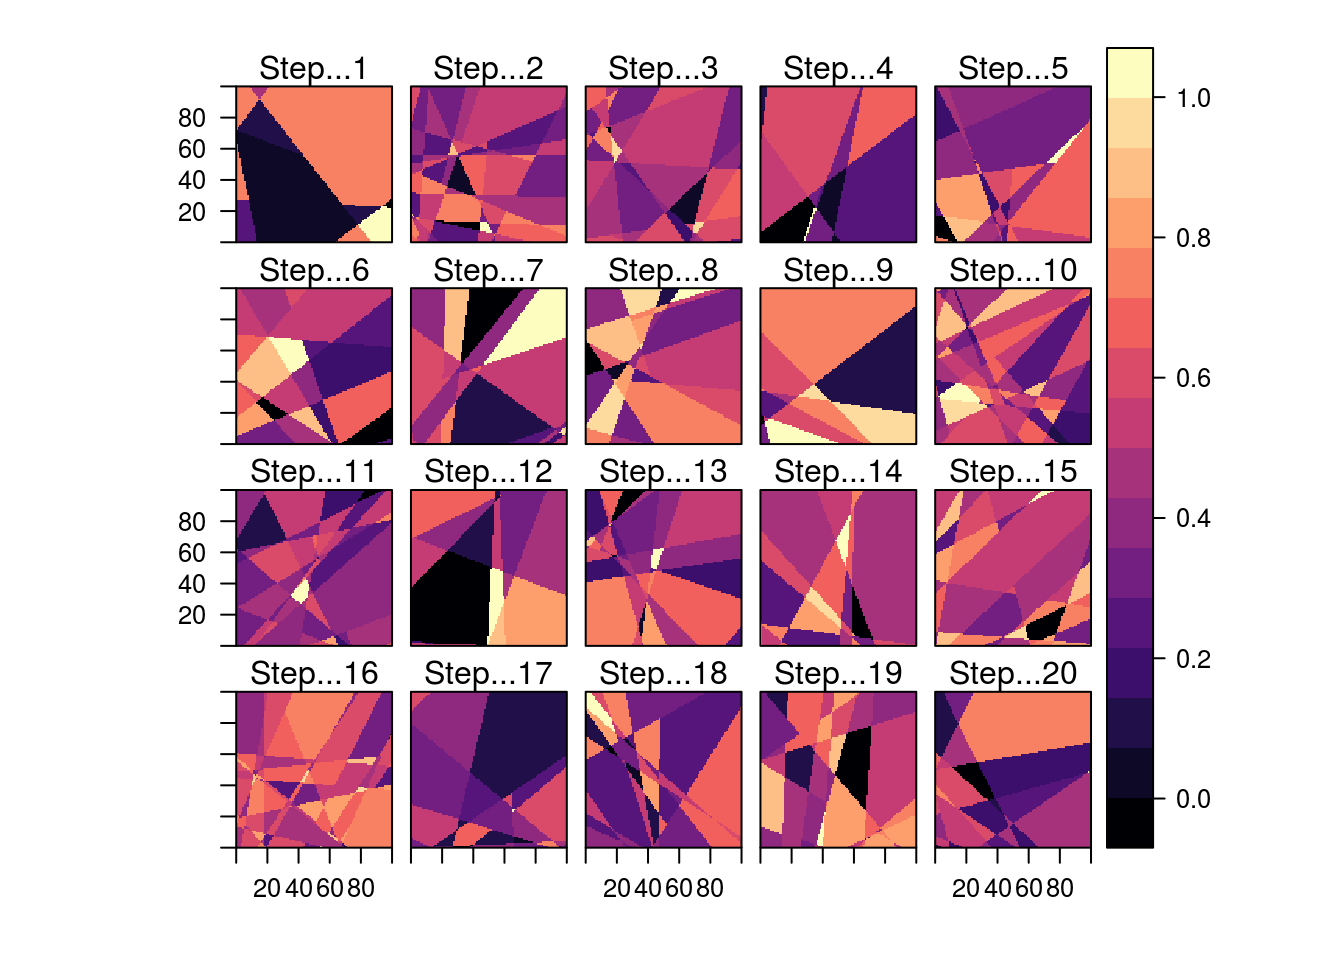 Step...1 Step...2 Step...3 Step...4 Step...5
80
60
40
20
Step...6 Step...7 Step...8 Step...9 Step...10
Step...11 Step...12 Step...13 Step...14 Step...15
80
60
40
20
Step...16 Step...17 Step...18 Step...19 Step...20
20 40 60 80 20 40 60 80 20 40 60 80
1.0
0.8
0.6
0.4
0.2
0.0